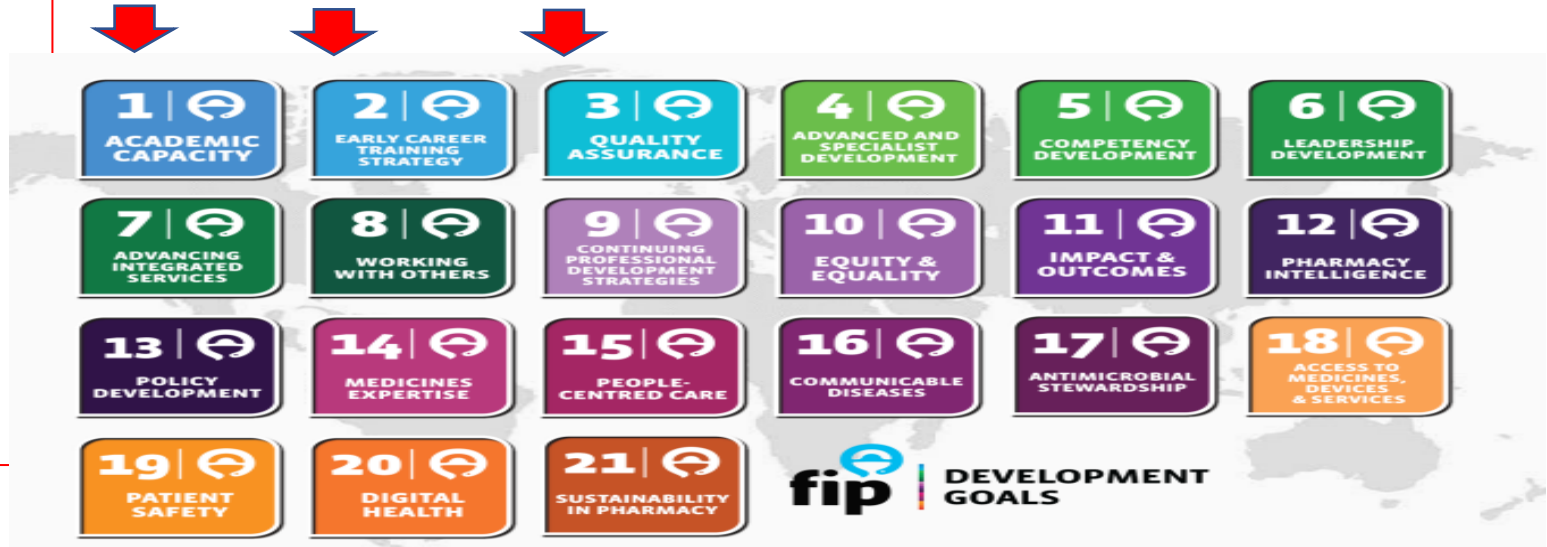 1
ACADEMIC
CAPACITY
2
EARLY CAREER
TRAINING
STRATEGY
3
QUALITY
ASSURANCE
4
ADVANCED AND
SPECIALIST
DEVELOPMENT
5
COMPETENCY
DEVELOPMENT
6
LEADERSHIP
DEVELOPMENT
7
ADVANCING
INTEGRATED
SERVICES
8
WORKING
WITH OTHERS
9
CONTINUING
PROFESSIONAL
DEVELOPMENT
STRATEGIES
10
EQUITY &
EQUALITY
11
IMPACT &
OUTCOMES
12
PHARMACY
INTELLIGENCE
13
POLICY
DEVELOPMENT
14
MEDICINES
EXPERTISE
15
PEOPLE-
CENTRED CARE
16
COMMUNICABLE
DISEASES
17
ANTIMICROBIAL
STEWARDSHIP
18
ACCESS TO
MEDICINES,
DEVICES
& SERVICES
19
PATIENT
SAFETY
20
DIGITAL
HEALTH
21
SUSTAINABILITY
IN PHARMACY
fip
DEVELOPMENT
GOALS